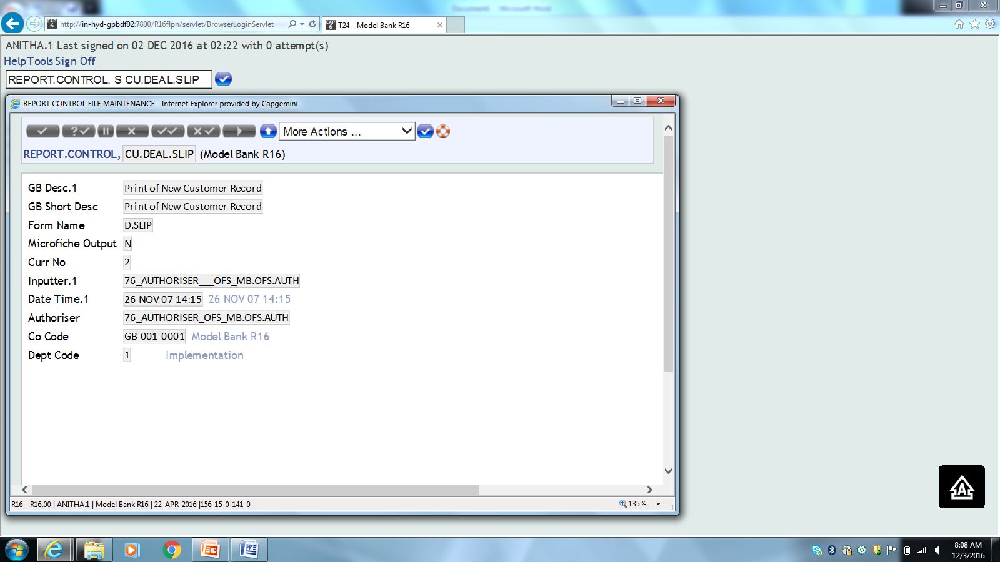 http://in-hyd-gpbdf02:7800/R16flpn/servlet/BrowserLoginServlet
EAP 6 T24 - Model Bank R16
ANITHA.1 Last signed on 02 DEC 2016 at 02:22 with 0 attempt(s)
Help Tools Sign Off
REPORT.CONTROL, S CU.DEAL.SLIP
REPORT CONTROL FILE MAINTENANCE - Internet Explorer provided by Capgemini
More Actions ...
REPORT.CONTROL, CU.DEAL.SLIP (Model Bank R16)
GB Desc.1 Print of New Customer Record
GB Short Desc Print of New Customer Record
Form Name D.SLIP
Microfiche Output N
Curr No 2
Inputter.1 76_AUTHORISER___OFS_MB.OFS.AUTH
Date Time.1 26 NOV 07 14:15 26 NOV 07 14:15
Authoriser 76_AUTHORISER_OFS_MB.OFS.AUTH
Co Code GB-001-0001 Model Bank R16
Dept Code 1 Implementation
R16 - R16.00 | ANITHA.1 | Model Bank R16 | 22-APR-2016 |156-15-0-141-0
135%
A
8:08 AM
12/3/2016